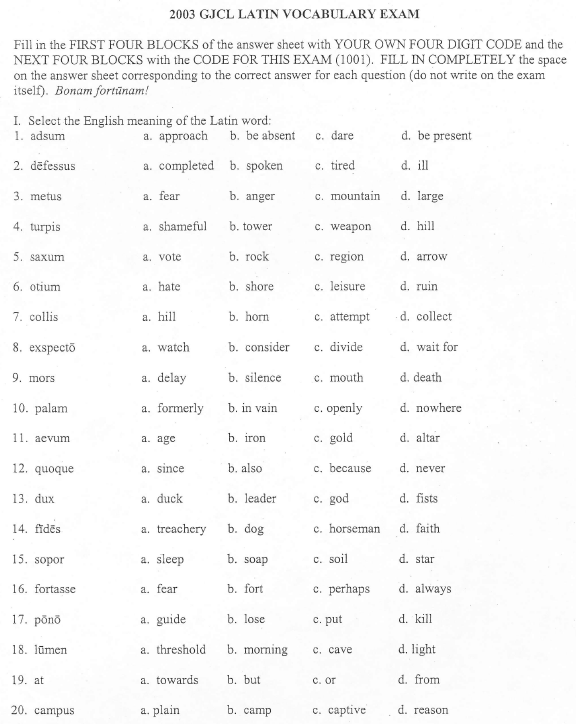 2003 GJCL LATIN VOCABULARY EXAM
Fill in the FIRST FOUR BLOCKS of the answer sheet with YOUR OWN FOUR DIGIT CODE and the
NEXT FOUR BLOCKS with the CODE FOR THIS EXAM (1001). FILL IN COMPLETELY the space
on the answer sheet corresponding to the correct answer for each question (do not write on the exam
itself). Bonam fortūnam!
I. Select the English meaning of the Latin word:
1. adsum a. approach b. be absent c. dare d. be present
2. dēfessus a. completed b. spoken c. tired d. ill
3. metus a. fear b. anger c. mountain d. large
4. turpis a. shameful b. tower c. weapon d. hill
5. saxum a. vote b. rock c. region d. arrow
6. otium a. hate b. shore c. leisure d. ruin
7. collis a. hill b. horn c. attempt d. collect
8. exspectō a. watch b. consider c. divide d. wait for
9. mors a. delay b. silence c. mouth d. death
10. palam a. formerly b. in vain c. openly d. nowhere
11. aevum a. age b. iron c. gold d. altar
12. quoque a. since b. also c. because d. never
13. dux a. duck b. leader c. god d. fists
14. fīdēs a. treachery b. dog c. horseman d. faith
15. sopor a. sleep b. soap c. soil d. star
16. fortasse a. fear b. fort c. perhaps d. always
17. pōnō a. guide b. lose c. put d. kill
18. lūmen a. threshold b. morning c. cave d. light
19. at a. towards b. but c. or d. from
20. campus a. plain b. camp c. captive d. reason